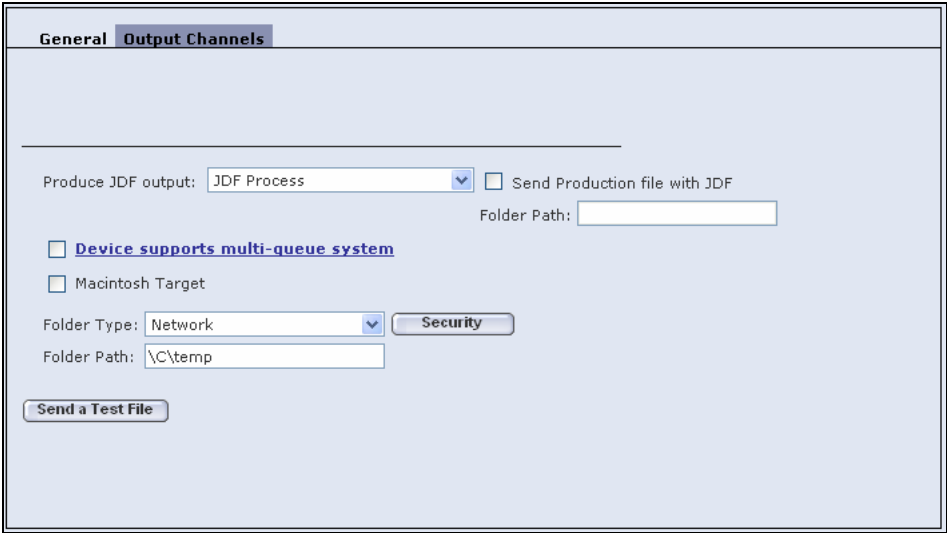 General Output Channels
Produce JDF output: JDF Process Send Production file with JDF
Folder Path:
Device supports multi-queue system
Macintosh Target
Folder Type: Network Security
Folder Path: \C\temp
Send a Test File